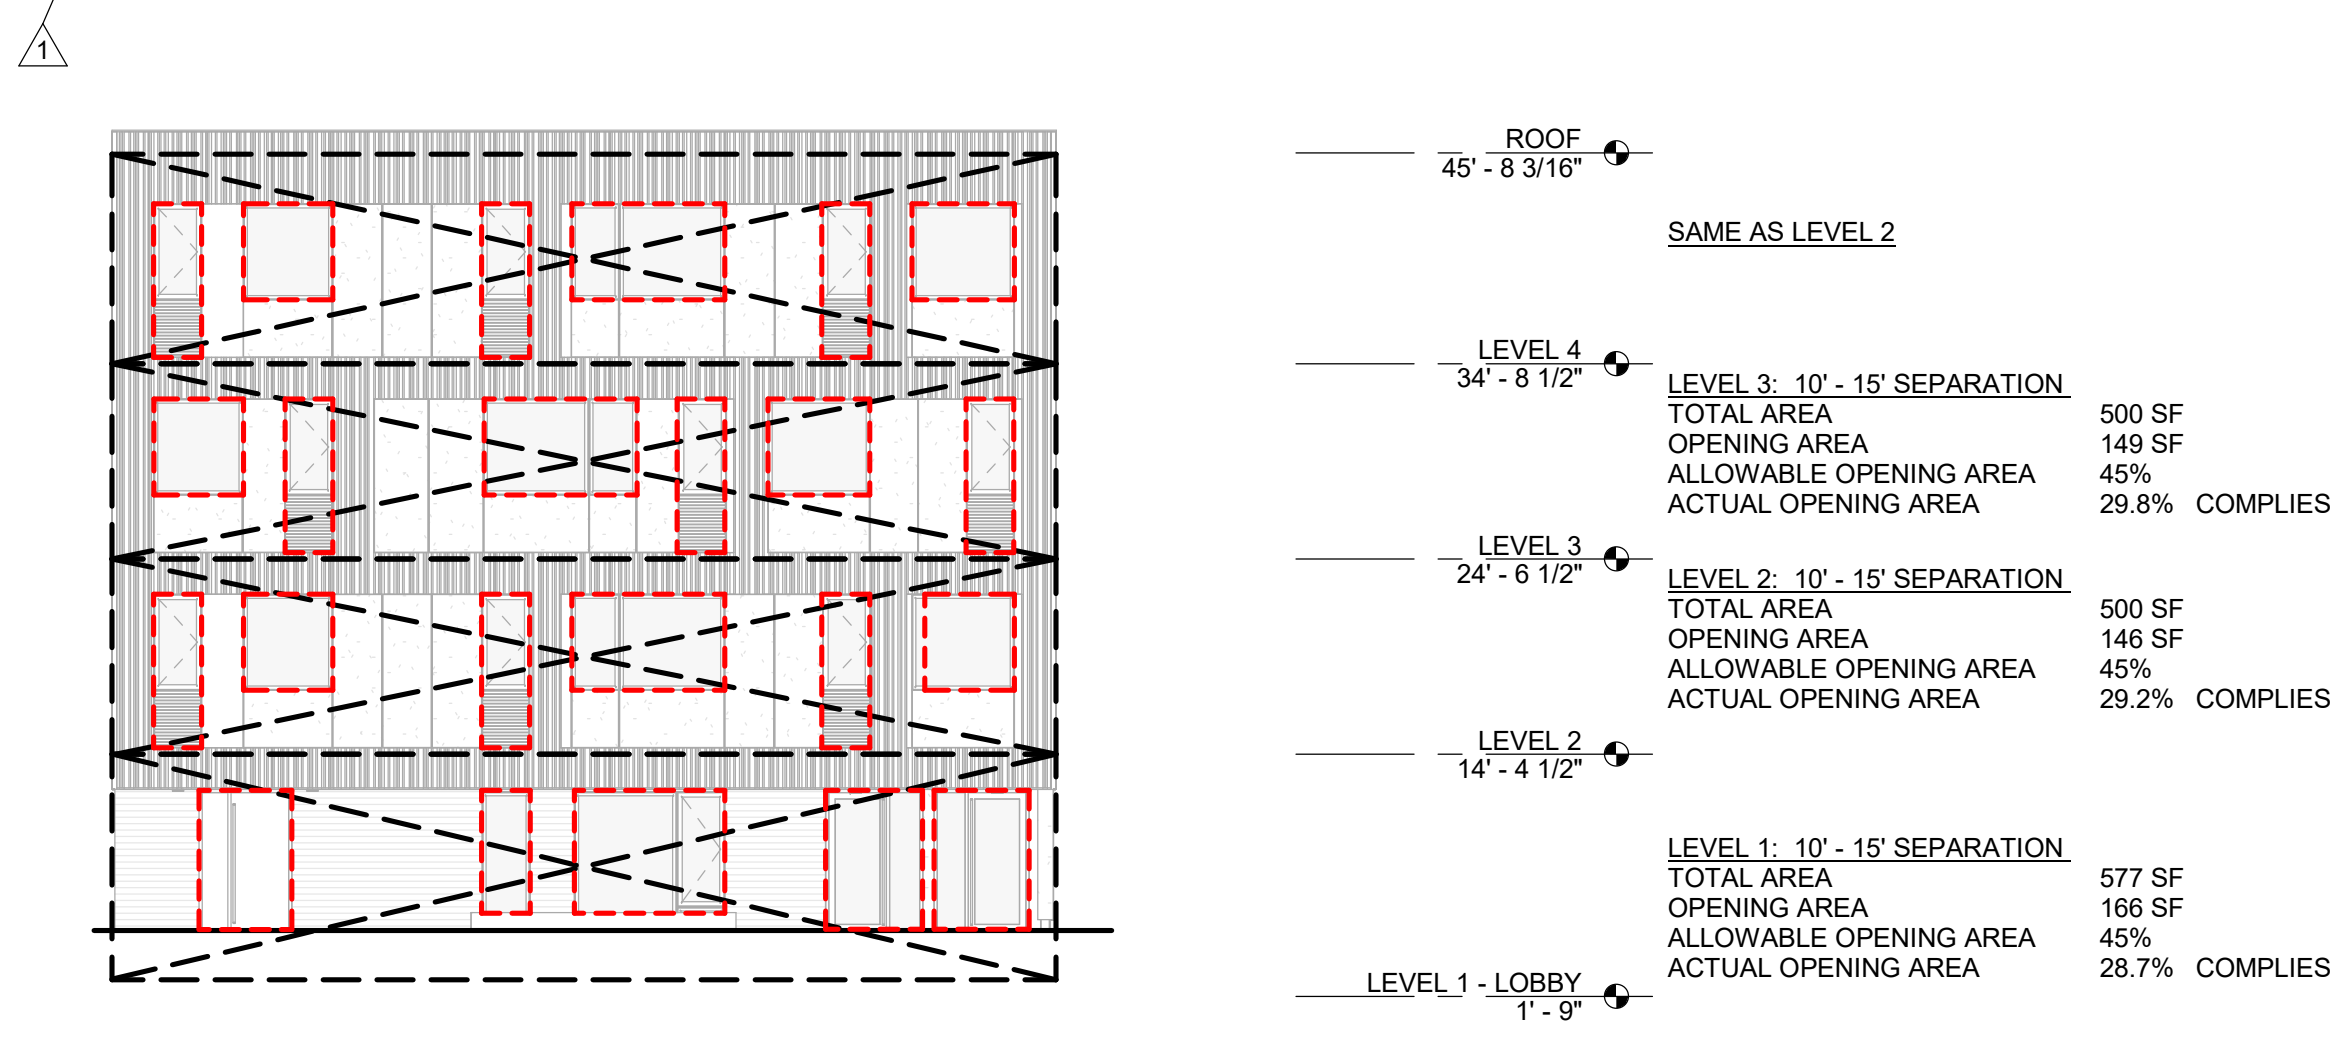 1
ROOF
45' - 8 3/16"
SAME AS LEVEL 2
LEVEL 4
34' - 8 1/2"
LEVEL 3: 10' - 15' SEPARATION
TOTAL AREA 500 SF
OPENING AREA 149 SF
ALLOWABLE OPENING AREA 45%
ACTUAL OPENING AREA 29.8% COMPLIES
LEVEL 3
24' - 6 1/2"
LEVEL 2: 10' - 15' SEPARATION
TOTAL AREA 500 SF
OPENING AREA 146 SF
ALLOWABLE OPENING AREA 45%
ACTUAL OPENING AREA 29.2% COMPLIES
LEVEL 2
14' - 4 1/2"
LEVEL 1: 10' - 15' SEPARATION
TOTAL AREA 577 SF
OPENING AREA 166 SF
ALLOWABLE OPENING AREA 45%
ACTUAL OPENING AREA 28.7% COMPLIES
LEVEL 1 - LOBBY
1' - 9"